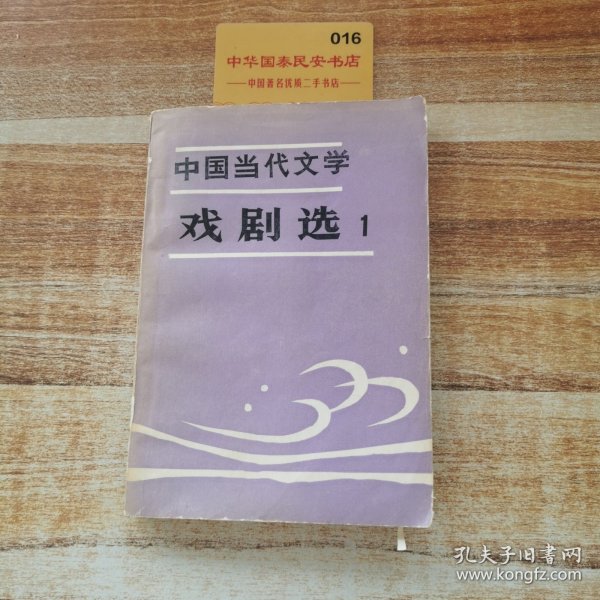 016
中华国泰民安书店
中国著名优质二手书店
中国当代文学
戏剧选 1
孔夫子旧书网
www.kongfz.com